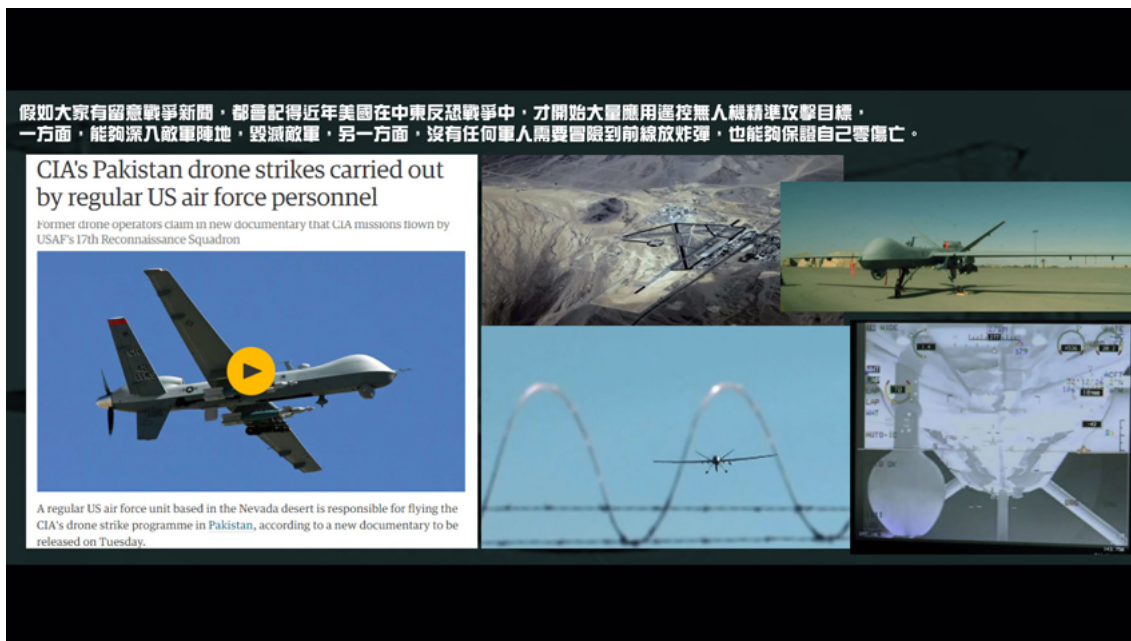 假如大家有留意戰爭新聞，都會記得近年美國在中東反恐戰爭中，才開始大量應用遙控無人機精準攻擊目標，
一方面，能夠深入敵軍陣地，毀滅敵軍，另一方面，沒有任何軍人需要冒險到前線放炸彈，也能夠保證自己零傷亡。
CIA's Pakistan drone strikes carried out
by regular US air force personnel
Former drone operators claim in new documentary that CIA missions flown by
USAF's 17th Reconnaissance Squadron
A regular US air force unit based in the Nevada desert is responsible for flying the
CIA's drone strike programme in Pakistan, according to a new documentary to be
released on Tuesday.
WIDE
LAP
WHT
AUTO-IC